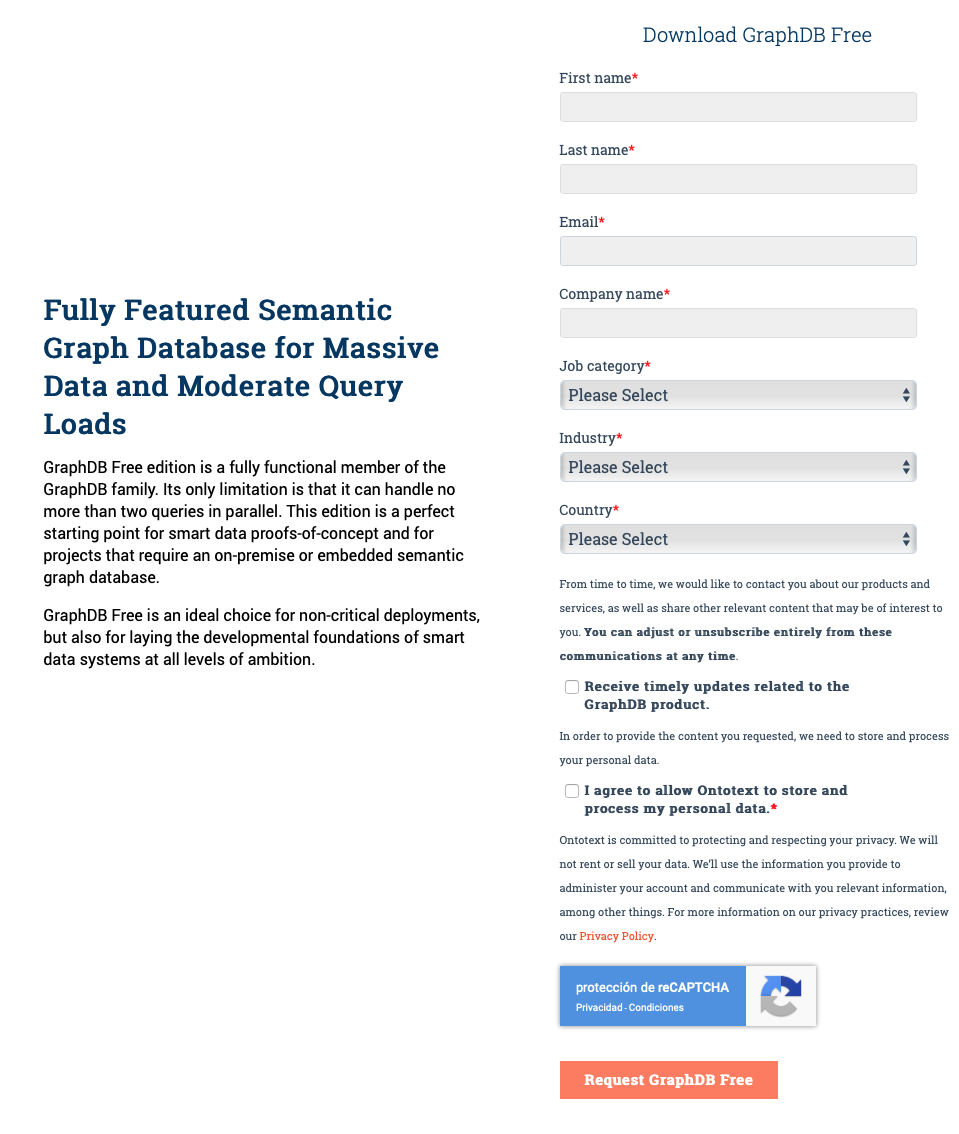 Fully Featured Semantic
Graph Database for Massive
Data and Moderate Query
Loads
GraphDB Free edition is a fully functional member of the
GraphDB family. Its only limitation is that it can handle no
more than two queries in parallel. This edition is a perfect
starting point for smart data proofs-of-concept and for
projects that require an on-premise or embedded semantic
graph database.
GraphDB Free is an ideal choice for non-critical deployments,
but also for laying the developmental foundations of smart
data systems at all levels of ambition.
Download GraphDB Free
First name*
Last name*
Email*
Company name*
Job category*
Please Select
Industry*
Please Select
Country*
Please Select
From time to time, we would like to contact you about our products and
services, as well as share other relevant content that may be of interest to
you. You can adjust or unsubscribe entirely from these
communications at any time.
Receive timely updates related to the
GraphDB product.
In order to provide the content you requested, we need to store and process
your personal data.
I agree to allow Ontotext to store and
process my personal data.*
Ontotext is committed to protecting and respecting your privacy. We will
not rent or sell your data. We'll use the information you provide to
administer your account and communicate with you relevant information,
among other things. For more information on our privacy practices, review
our Privacy Policy.
protección de reCAPTCHA
Privacidad - Condiciones
Request GraphDB Free